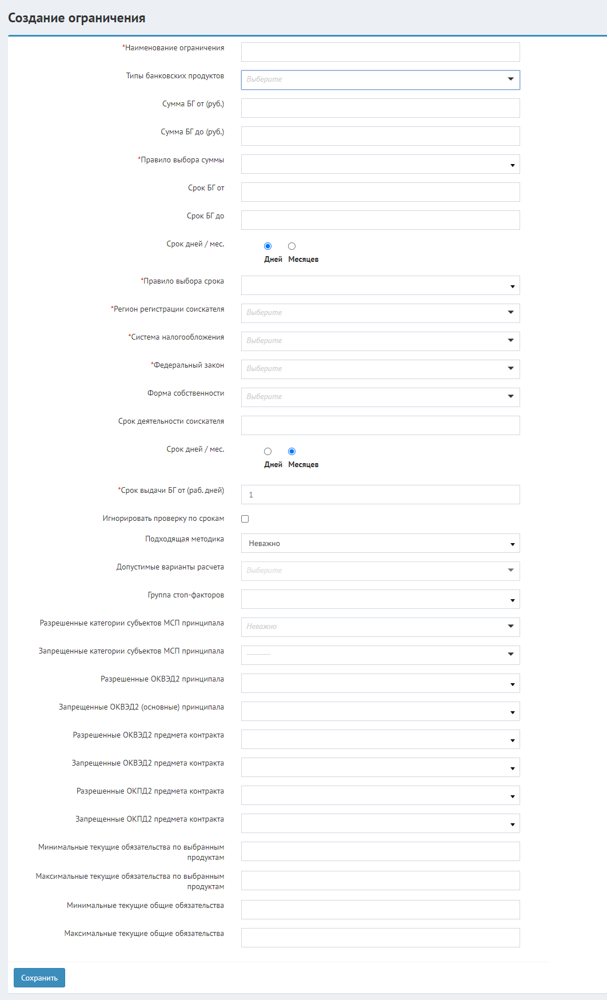 Создание ограничения
*Наименование ограничения
Типы банковских продуктов
Выберите
Сумма БГ от (руб.)
Сумма БГ до (руб.)
*Правило выбора суммы
Срок БГ от
Срок БГ до
Срок дней / мес.
Дней Месяцев
*Правило выбора срока
*Регион регистрации соискателя
Выберите
*Система налогообложения
Выберите
*Федеральный закон
Выберите
Форма собственности
Выберите
Срок деятельности соискателя
Срок дней / мес.
Дней Месяцев
*Срок выдачи БГ от (раб. дней)
1
Игнорировать проверку по срокам
Подходящая методика
Неважно
Допустимые варианты расчета
Выберите
Группа стоп-факторов
Разрешенные категории субъектов МСП принципала
Неважно
Запрещенные категории субъектов МСП принципала
---------
Разрешенные ОКВЭД2 принципала
Запрещенные ОКВЭД2 (основные) принципала
Разрешенные ОКВЭД2 предмета контракта
Запрещенные ОКВЭД2 предмета контракта
Разрешенные ОКПД2 предмета контракта
Запрещенные ОКПД2 предмета контракта
Минимальные текущие обязательства по выбранным
продуктам
Максимальные текущие обязательства по выбранным
продуктам
Минимальные текущие общие обязательства
Максимальные текущие общие обязательства
Сохранить